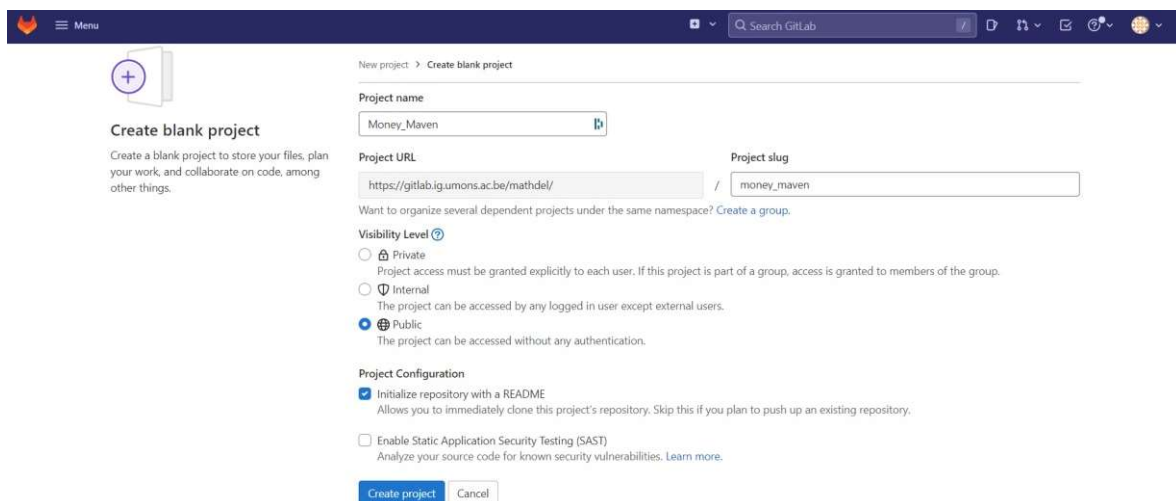 Menu
Search GitLab
/
New project > Create blank project
Create blank project
Create a blank project to store your files, plan
your work, and collaborate on code, among
other things.
Project name
Money_Maven
Project URL
Project slug
https://gitlab.ig.umons.ac.be/mathdel/
/
money_maven
Want to organize several dependent projects under the same namespace? Create a group.
Visibility Level
Private
Project access must be granted explicitly to each user. If this project is part of a group, access is granted to members of the group.
Internal
The project can be accessed by any logged in user except external users.
Public
The project can be accessed without any authentication.
Project Configuration
Initialize repository with a README
Allows you to immediately clone this project's repository. Skip this if you plan to push up an existing repository.
Enable Static Application Security Testing (SAST)
Analyze your source code for known security vulnerabilities. Learn more.
Create project
Cancel